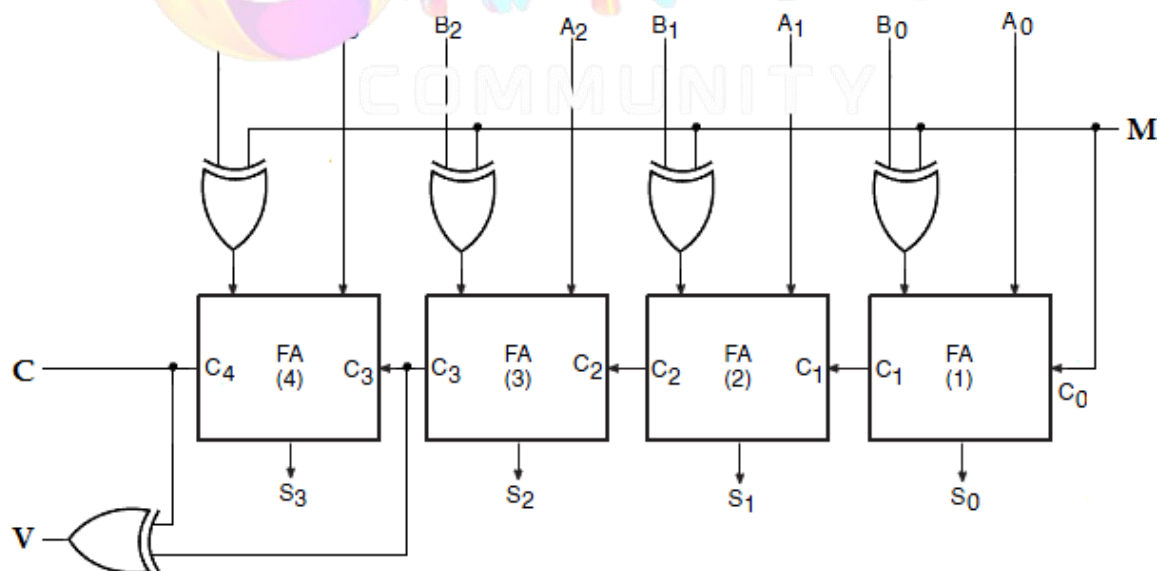 B2 A2 B1 A1 B0 A0
COMMUNITY
M
C C4 FA (4) C3 C3 FA (3) C2 C2 FA (2) C1 C1 FA (1) C0
S3 S2 S1 S0
V